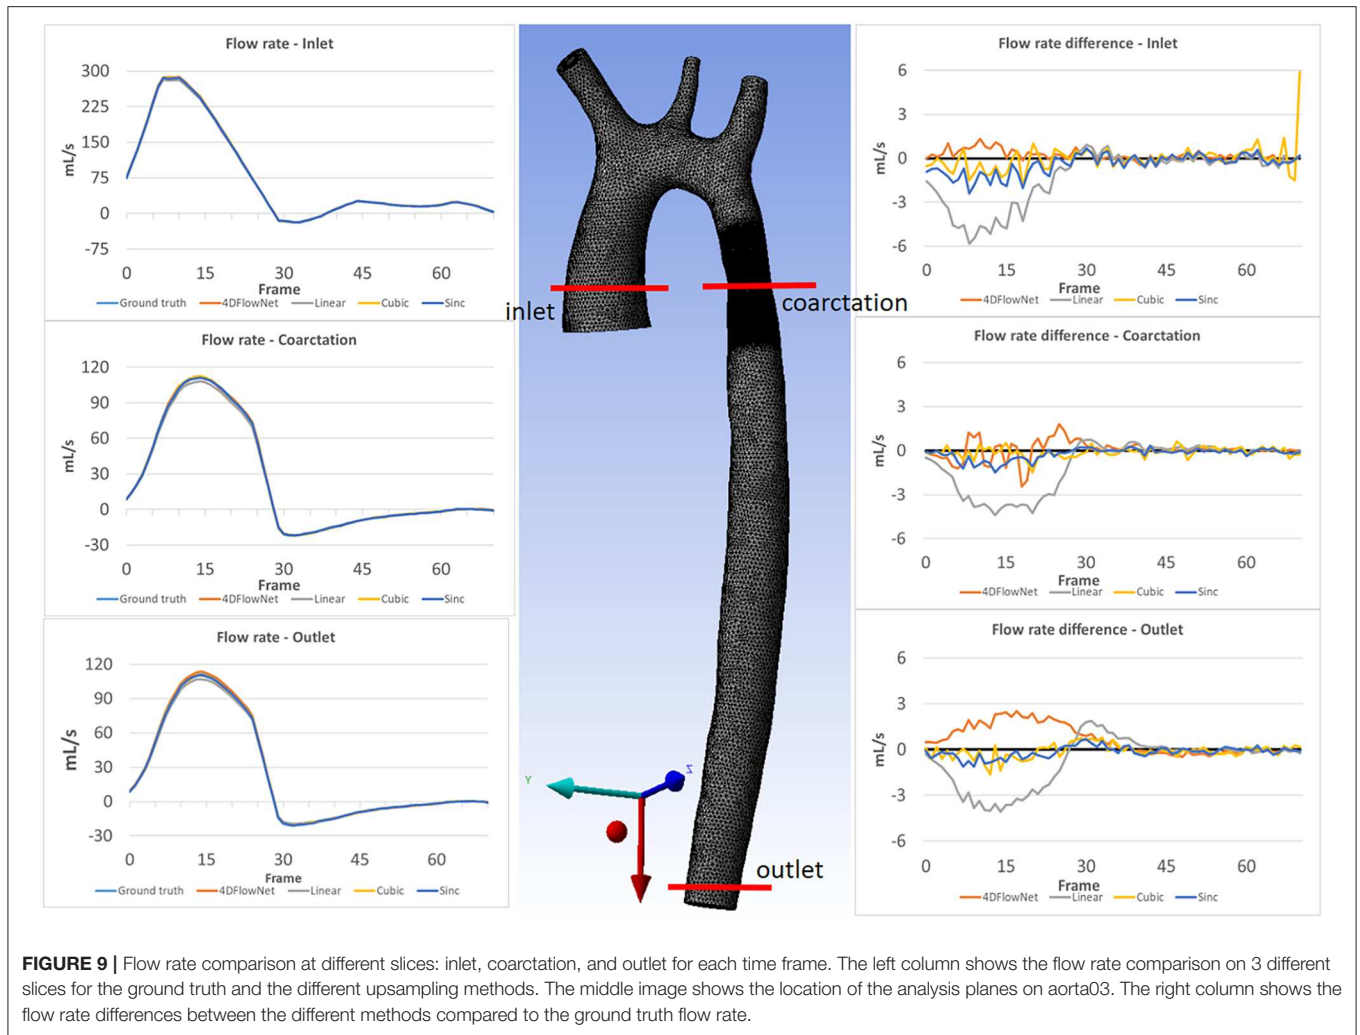 Flow rate - Inlet
300
225
150
75
0
-75
mL/s
0 15 30 45 60
Frame
Ground truth 4DFlowNet Linear Cubic Sinc
Flow rate - Coarctation
120
90
60
30
0
-30
mL/s
0 15 30 45 60
Frame
Ground truth 4DFlowNet Linear Cubic Sinc
Flow rate - Outlet
120
90
60
30
0
-30
mL/s
0 15 30 45 60
Frame
Ground truth 4DFlowNet Linear Cubic Sinc
inlet
coarctation
outlet
Y
Z
Flow rate difference - Inlet
6
3
0
-3
-6
mL/s
0 15 30 45 60
Frame
4DFlowNet Linear Cubic Sinc
Flow rate difference - Coarctation
6
3
0
-3
-6
mL/s
0 15 30 45 60
Frame
4DFlowNet Linear Cubic Sinc
Flow rate difference - Outlet
6
3
0
-3
-6
mL/s
0 15 30 45 60
Frame
4DFlowNet Linear Cubic Sinc
FIGURE 9 | Flow rate comparison at different slices: inlet, coarctation, and outlet for each time frame. The left column shows the flow rate comparison on 3 different
slices for the ground truth and the different upsampling methods. The middle image shows the location of the analysis planes on aorta03. The right column shows the
flow rate differences between the different methods compared to the ground truth flow rate.